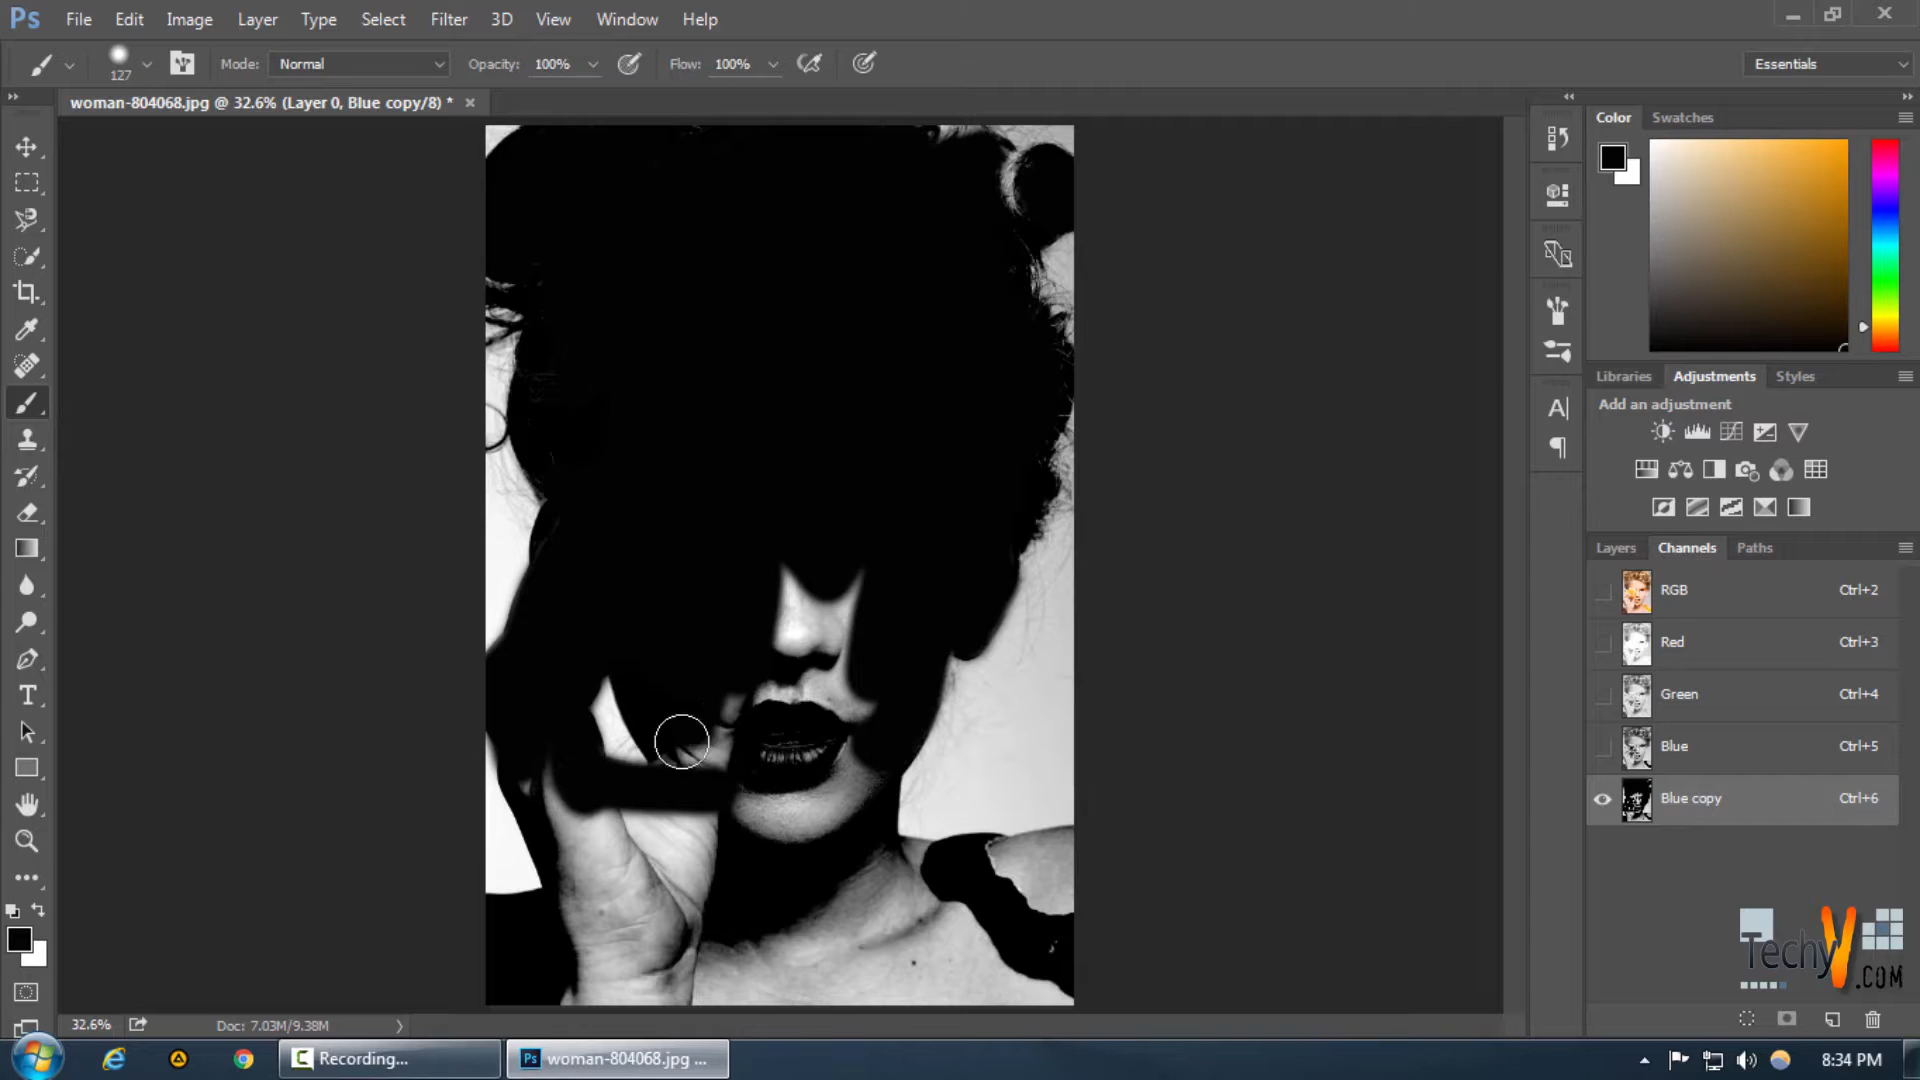 Ps File Edit Image Layer Type Select Filter 3D View Window Help
127 Mode: Normal Opacity: 100% Flow: 100% Essentials
woman-804068.jpg @ 32.6% (Layer 0, Blue copy/8) *
Color Swatches
Libraries Adjustments Styles
Add an adjustment
Layers Channels Paths
RGB Ctrl+2
Red Ctrl+3
Green Ctrl+4
Blue Ctrl+5
Blue copy Ctrl+6
TechyV
.COM
32.6% Doc: 7.03M/9.38M
Recording... Ps woman-804068.jpg ... 8:34 PM